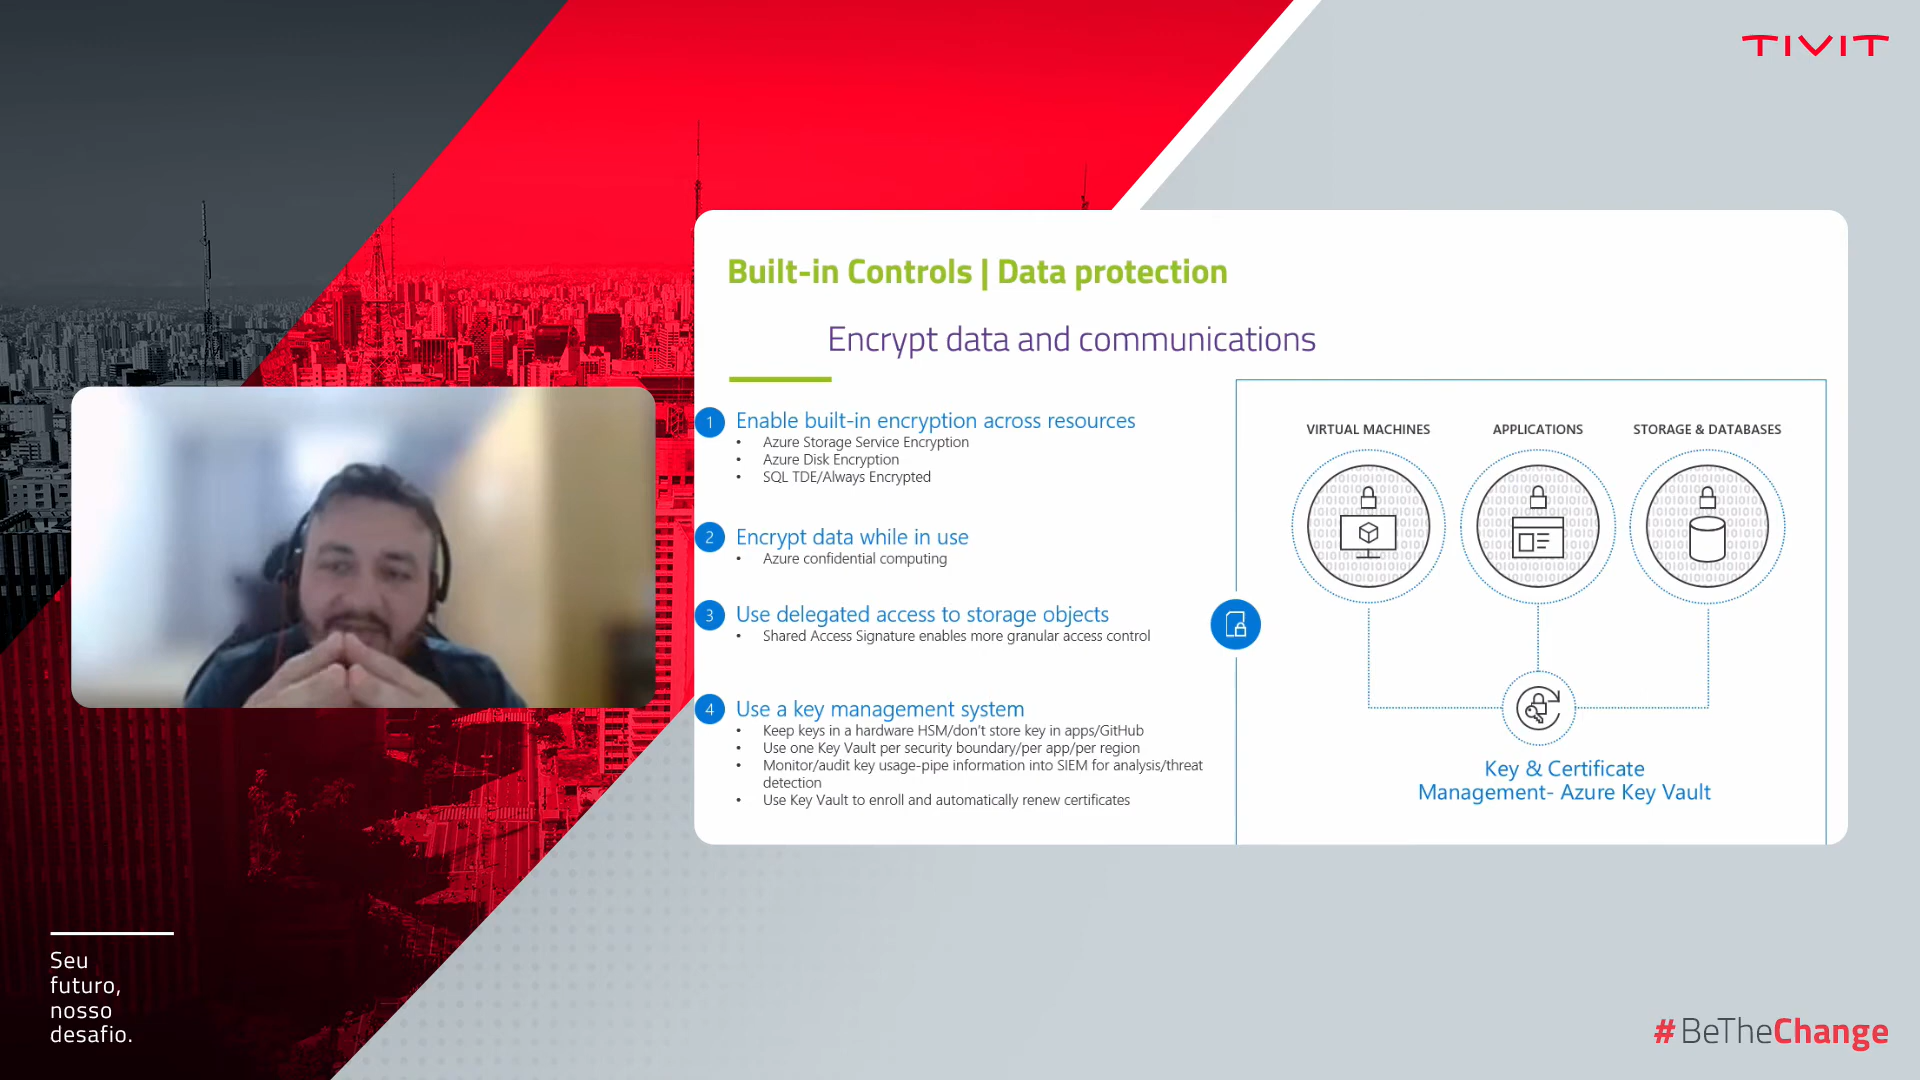 TIVIT
Built-in Controls | Data protection
Encrypt data and communications
1 Enable built-in encryption across resources
• Azure Storage Service Encryption
• Azure Disk Encryption
• SQL TDE/Always Encrypted
2 Encrypt data while in use
• Azure confidential computing
3 Use delegated access to storage objects
• Shared Access Signature enables more granular access control
4 Use a key management system
• Keep keys in a hardware HSM/don't store key in apps/GitHub
• Use one Key Vault per security boundary/per app/per region
• Monitor/audit key usage-pipe information into SIEM for analysis/threat
detection
• Use Key Vault to enroll and automatically renew certificates
VIRTUAL MACHINES
APPLICATIONS
STORAGE & DATABASES
Key & Certificate
Management- Azure Key Vault
Seu
futuro,
nosso
desafio.
#BeTheChange